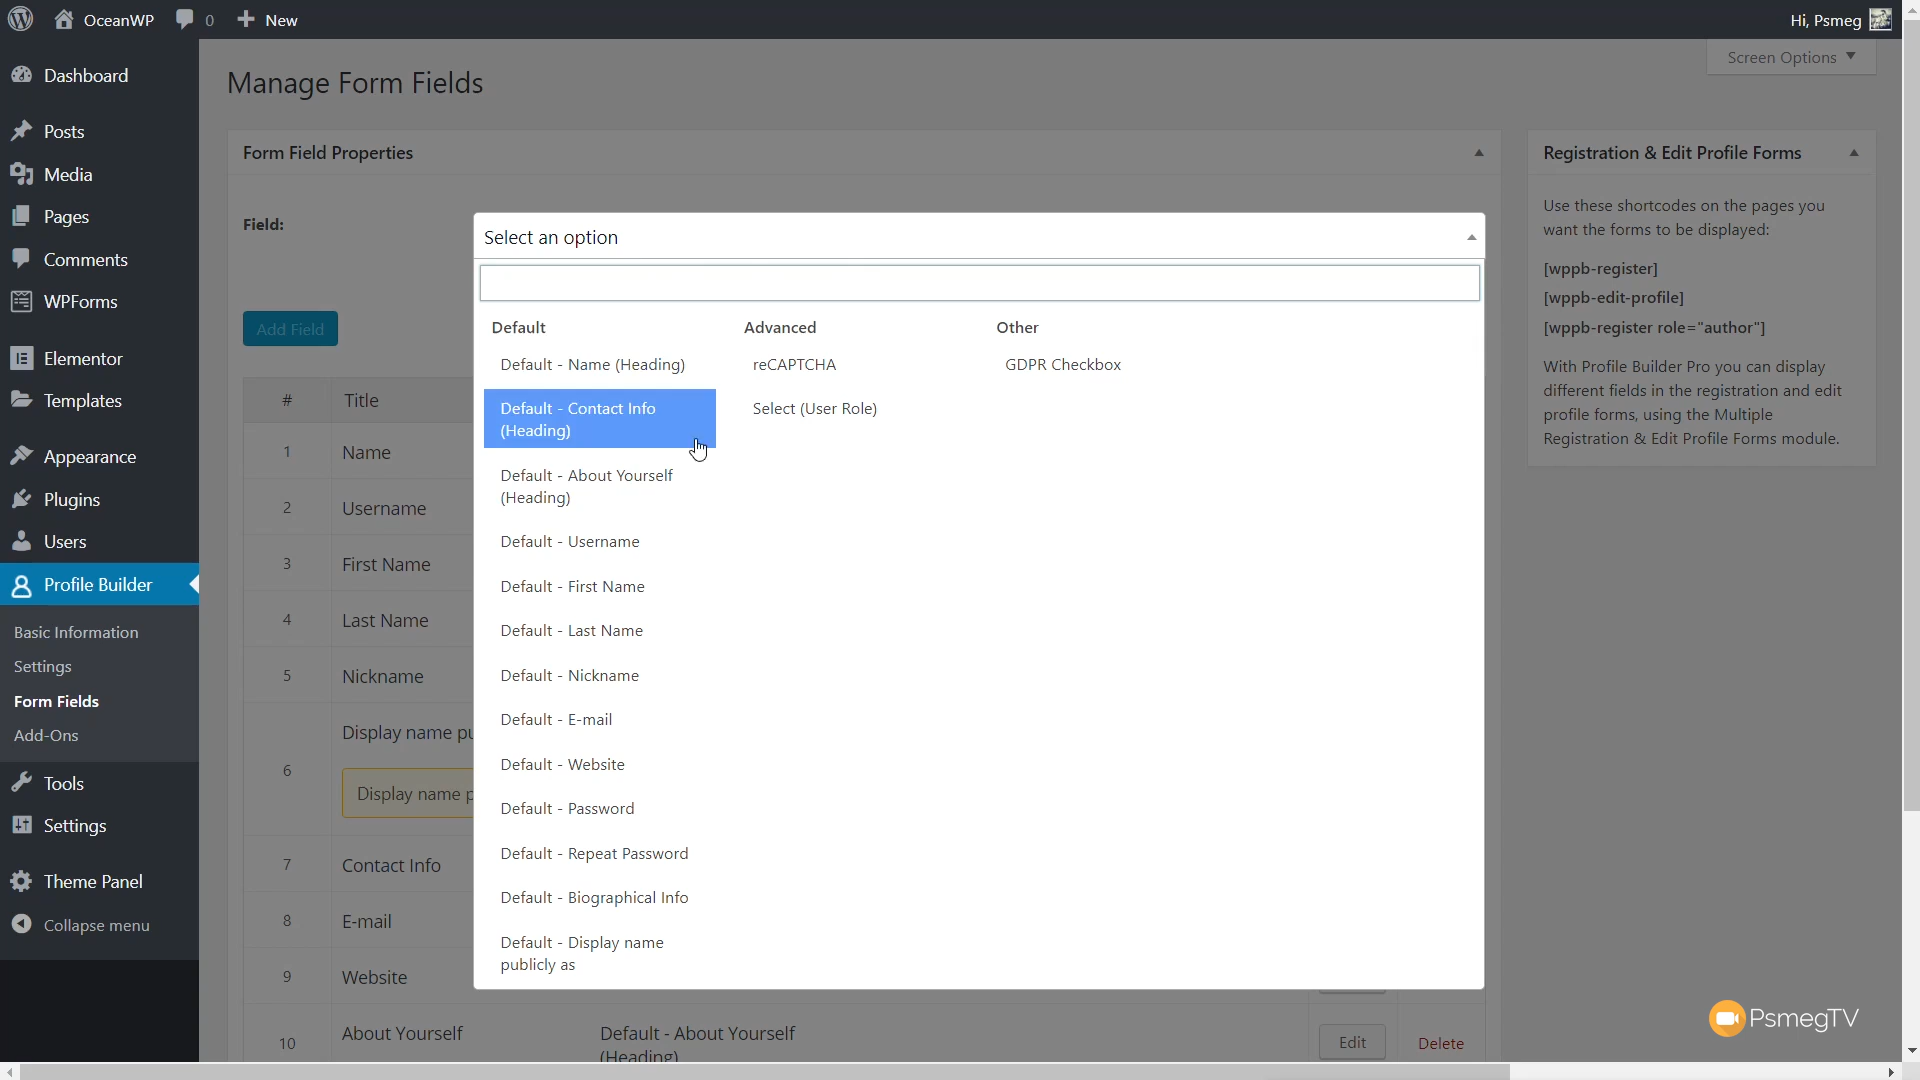 OceanWP
0
New
Hi, Psmeg
Screen Options
Dashboard
Posts
Media
Pages
Comments
WPForms
Elementor
Templates
Appearance
Plugins
Users
Profile Builder
Basic Information
Settings
Form Fields
Add-Ons
Tools
Settings
Theme Panel
Collapse menu
Manage Form Fields
Form Field Properties
Field:
Add Field
Select an option
Default
Default - Name (Heading)
Default - Contact Info
(Heading)
Default - About Yourself
(Heading)
Default - Username
Default - First Name
Default - Last Name
Default - Nickname
Default - E-mail
Default - Website
Default - Password
Default - Repeat Password
Default - Biographical Info
Default - Display name
publicly as
Advanced
reCAPTCHA
Select (User Role)
Other
GDPR Checkbox
# Title
1 Name
2 Username
3 First Name
4 Last Name
5 Nickname
Display name pu
6
Display name p
7 Contact Info
8 E-mail
9 Website
10 About Yourself
Default - About Yourself
(Heading)
Edit
Delete
Registration & Edit Profile Forms
Use these shortcodes on the pages you
want the forms to be displayed:
[wppb-register]
[wppb-edit-profile]
[wppb-register role="author"]
With Profile Builder Pro you can display
different fields in the registration and edit
profile forms, using the Multiple
Registration & Edit Profile Forms module.
PsmegTV